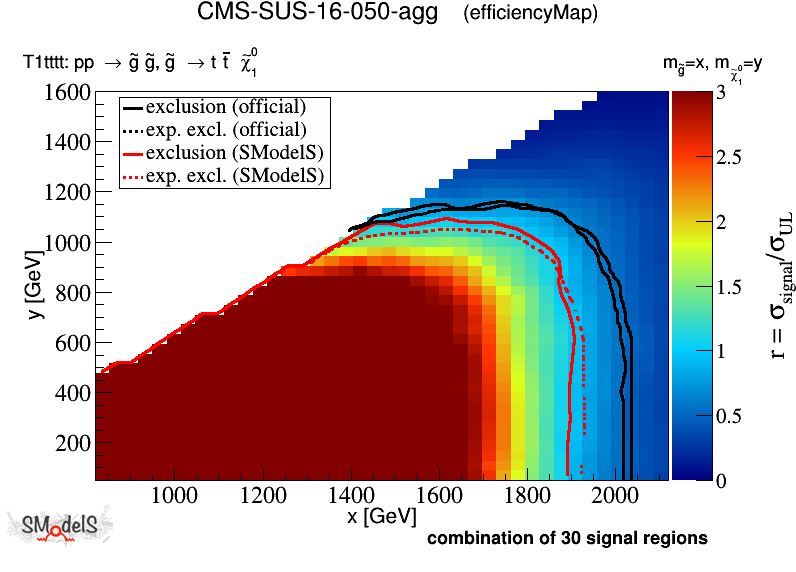 CMS-SUS-16-050-agg (efficiencyMap)
T1tttt: pp → g̃ g̃, g̃ → t t̄ χ̃₁⁰
m_g̃=x, m_χ̃₁⁰=y
exclusion (official)
exp. excl. (official)
exclusion (SModelS)
exp. excl. (SModelS)
1600
1400
1200
1000
800
600
400
200
y [GeV]
1000 1200 1400 1600 1800 2000
x [GeV]
3
2.5
2
1.5
1
0.5
0
r = σ_signal/σ_UL
SModelS
combination of 30 signal regions